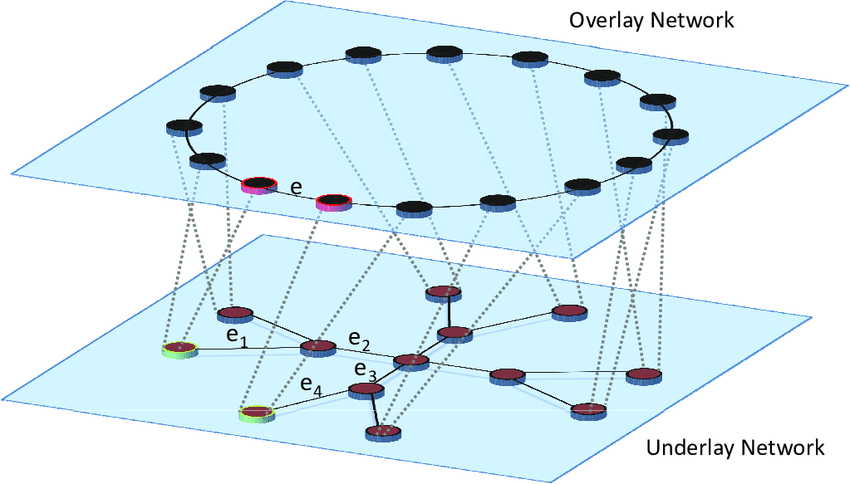 Overlay Network
e
e1
e2
e3
e4
Underlay Network